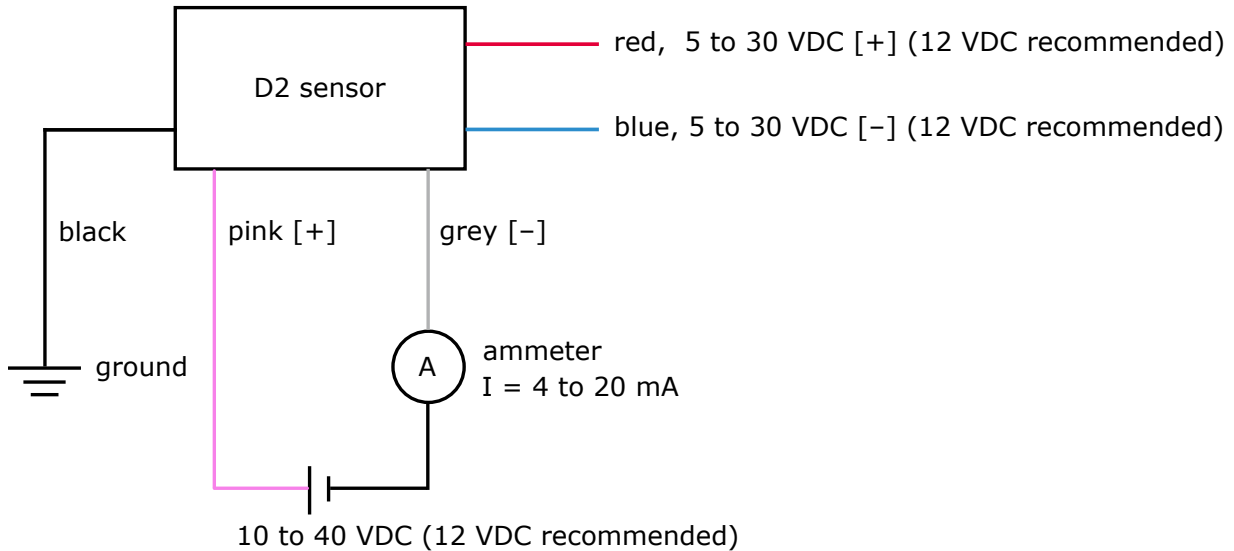 D2 sensor
red,  5 to 30 VDC [+] (12 VDC recommended)
blue, 5 to 30 VDC [–] (12 VDC recommended)
black
pink [+]
grey [–]
ground
A
ammeter
I = 4 to 20 mA
10 to 40 VDC (12 VDC recommended)